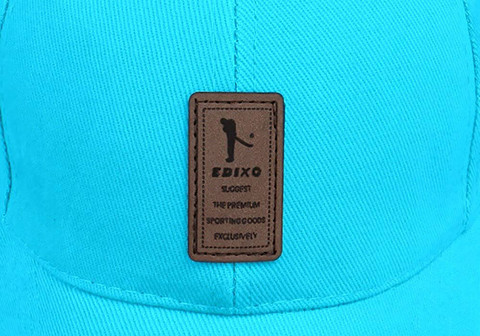 EDIXO
SUGGEST
THE PREMIUM
SPORTING GOODS
EXCLUSIVELY